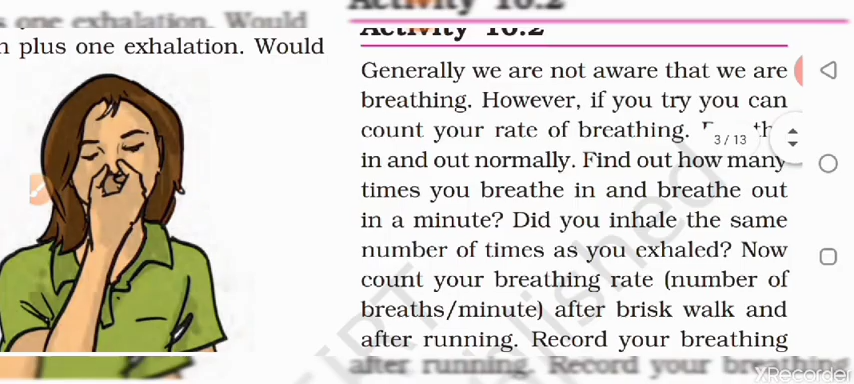 one exhalation. Would
n plus one exhalation. Would
Activity 10.2
Activity 10.2
Generally we are not aware that we are
breathing. However, if you try you can
count your rate of breathing.
3 / 13
in and out normally. Find out how many
times you breathe in and breathe out
in a minute? Did you inhale the same
number of times as you exhaled? Now
count your breathing rate (number of
breaths/minute) after brisk walk and
after running. Record your breathing
after running. Record your breathing
XRecorder